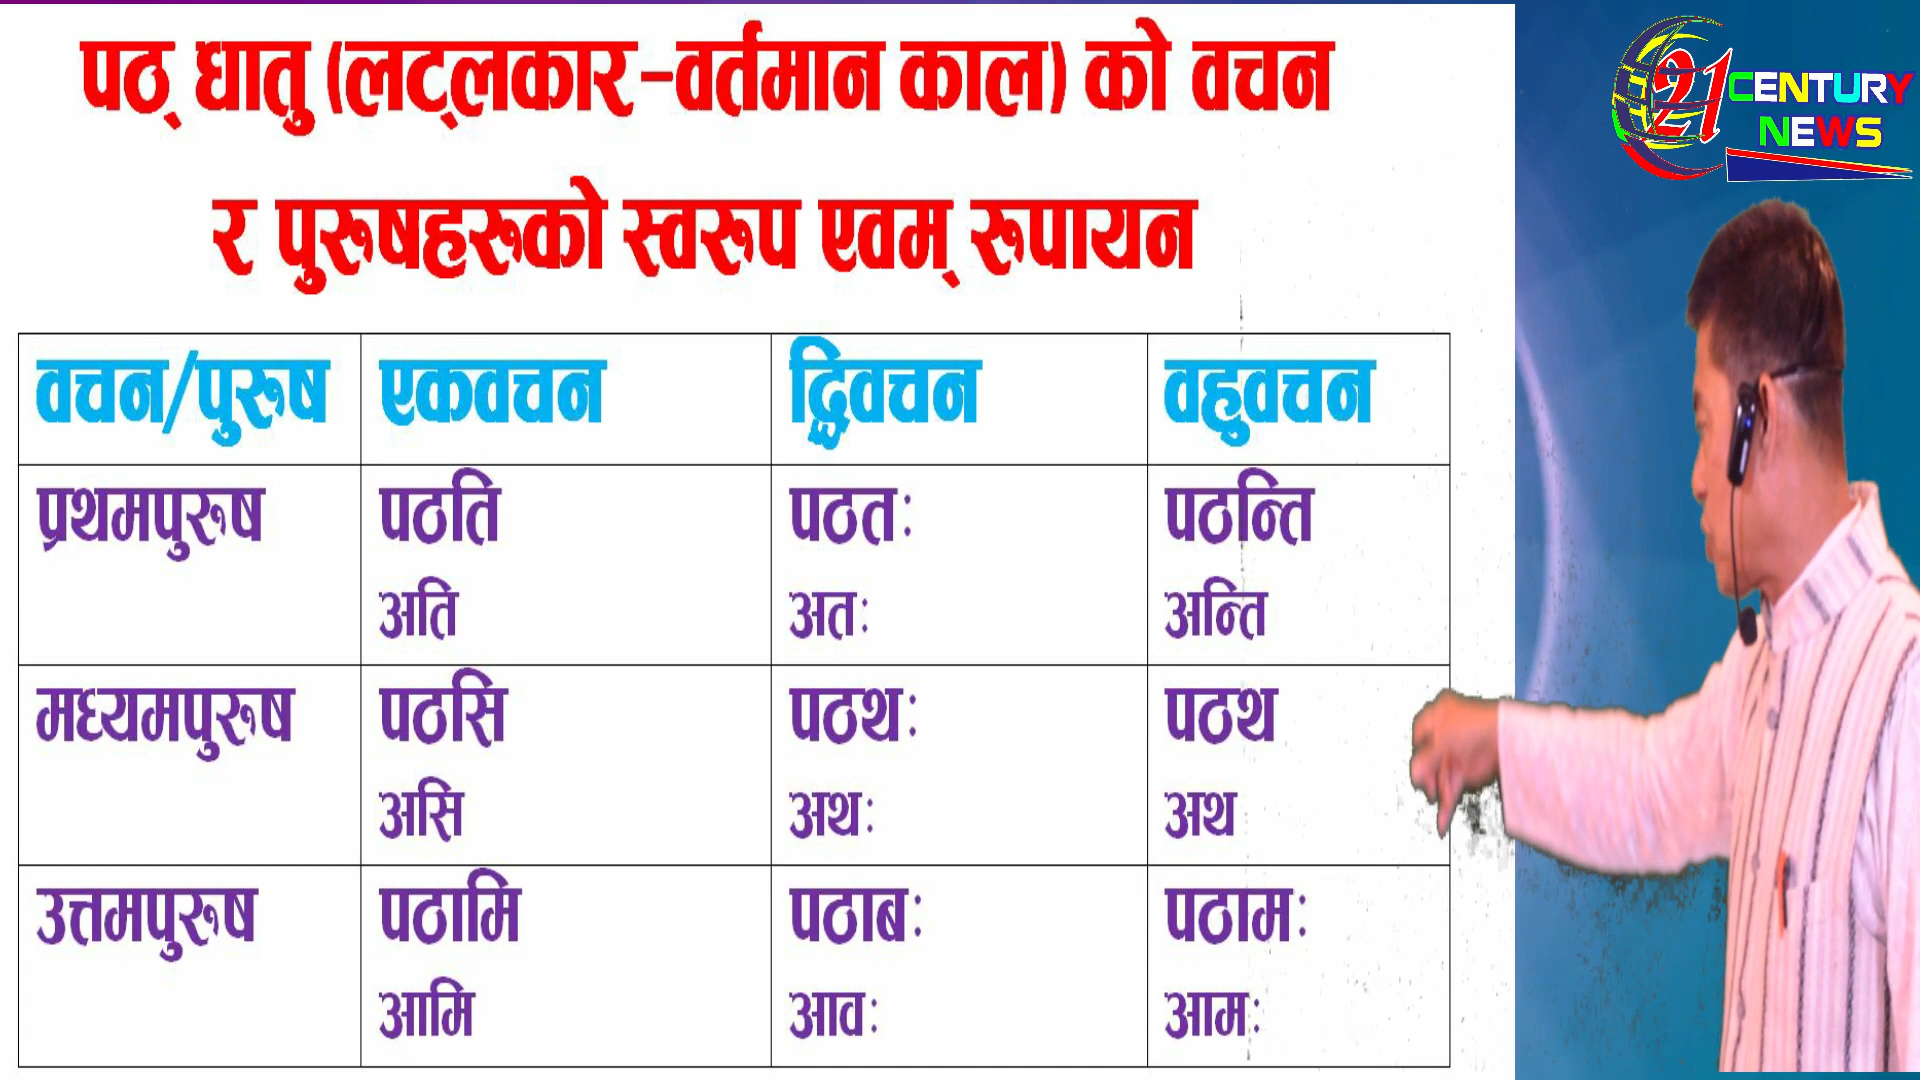 पठ् धातु (लट्लकार-वर्तमान काल) को वचन
र पुरुषहरुको स्वरुप एवम् रुपायन
वचन/पुरुष एकवचन द्विवचन वहुवचन
प्रथमपुरुष पठति पठतः पठन्ति
अति अतः अन्ति
मध्यमपुरुष पठसि पठथः पठथ
असि अथः अथ
उत्तमपुरुष पठामि पठाबः पठामः
आमि आवः आमः
21 CENTURY
NEWS